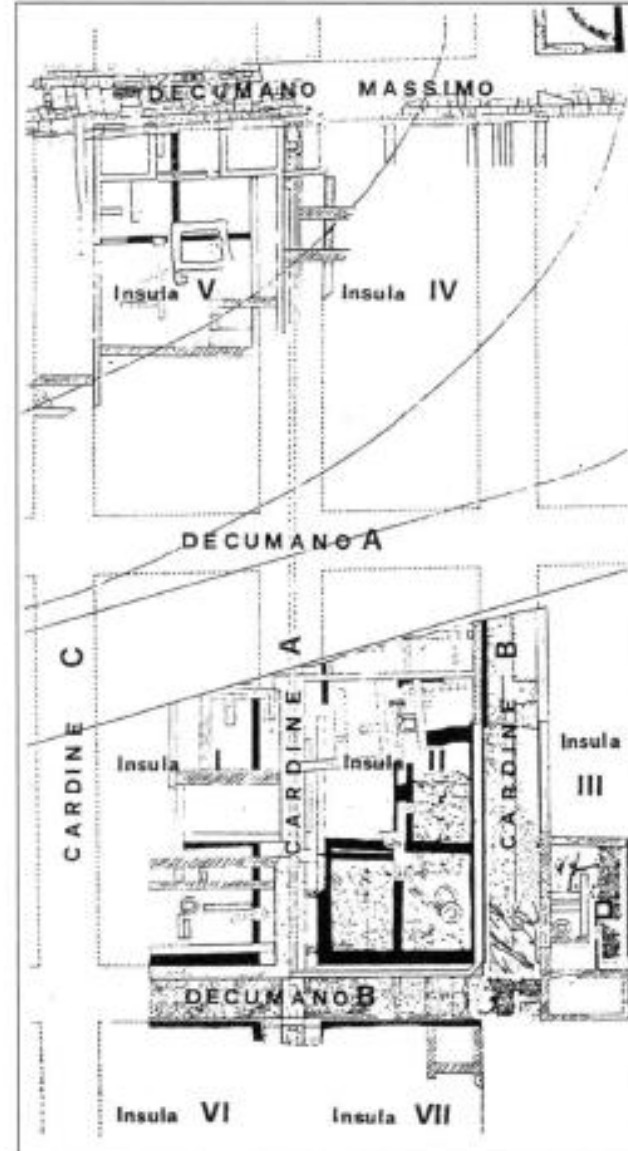 DECUMANO MASSIMO
Insula V
Insula IV
DECUMANO A
CARDINE C
CARDINE A
CARDINE B
Insula
Insula II
Insula III
DECUMANO B
Insula VI
Insula VII